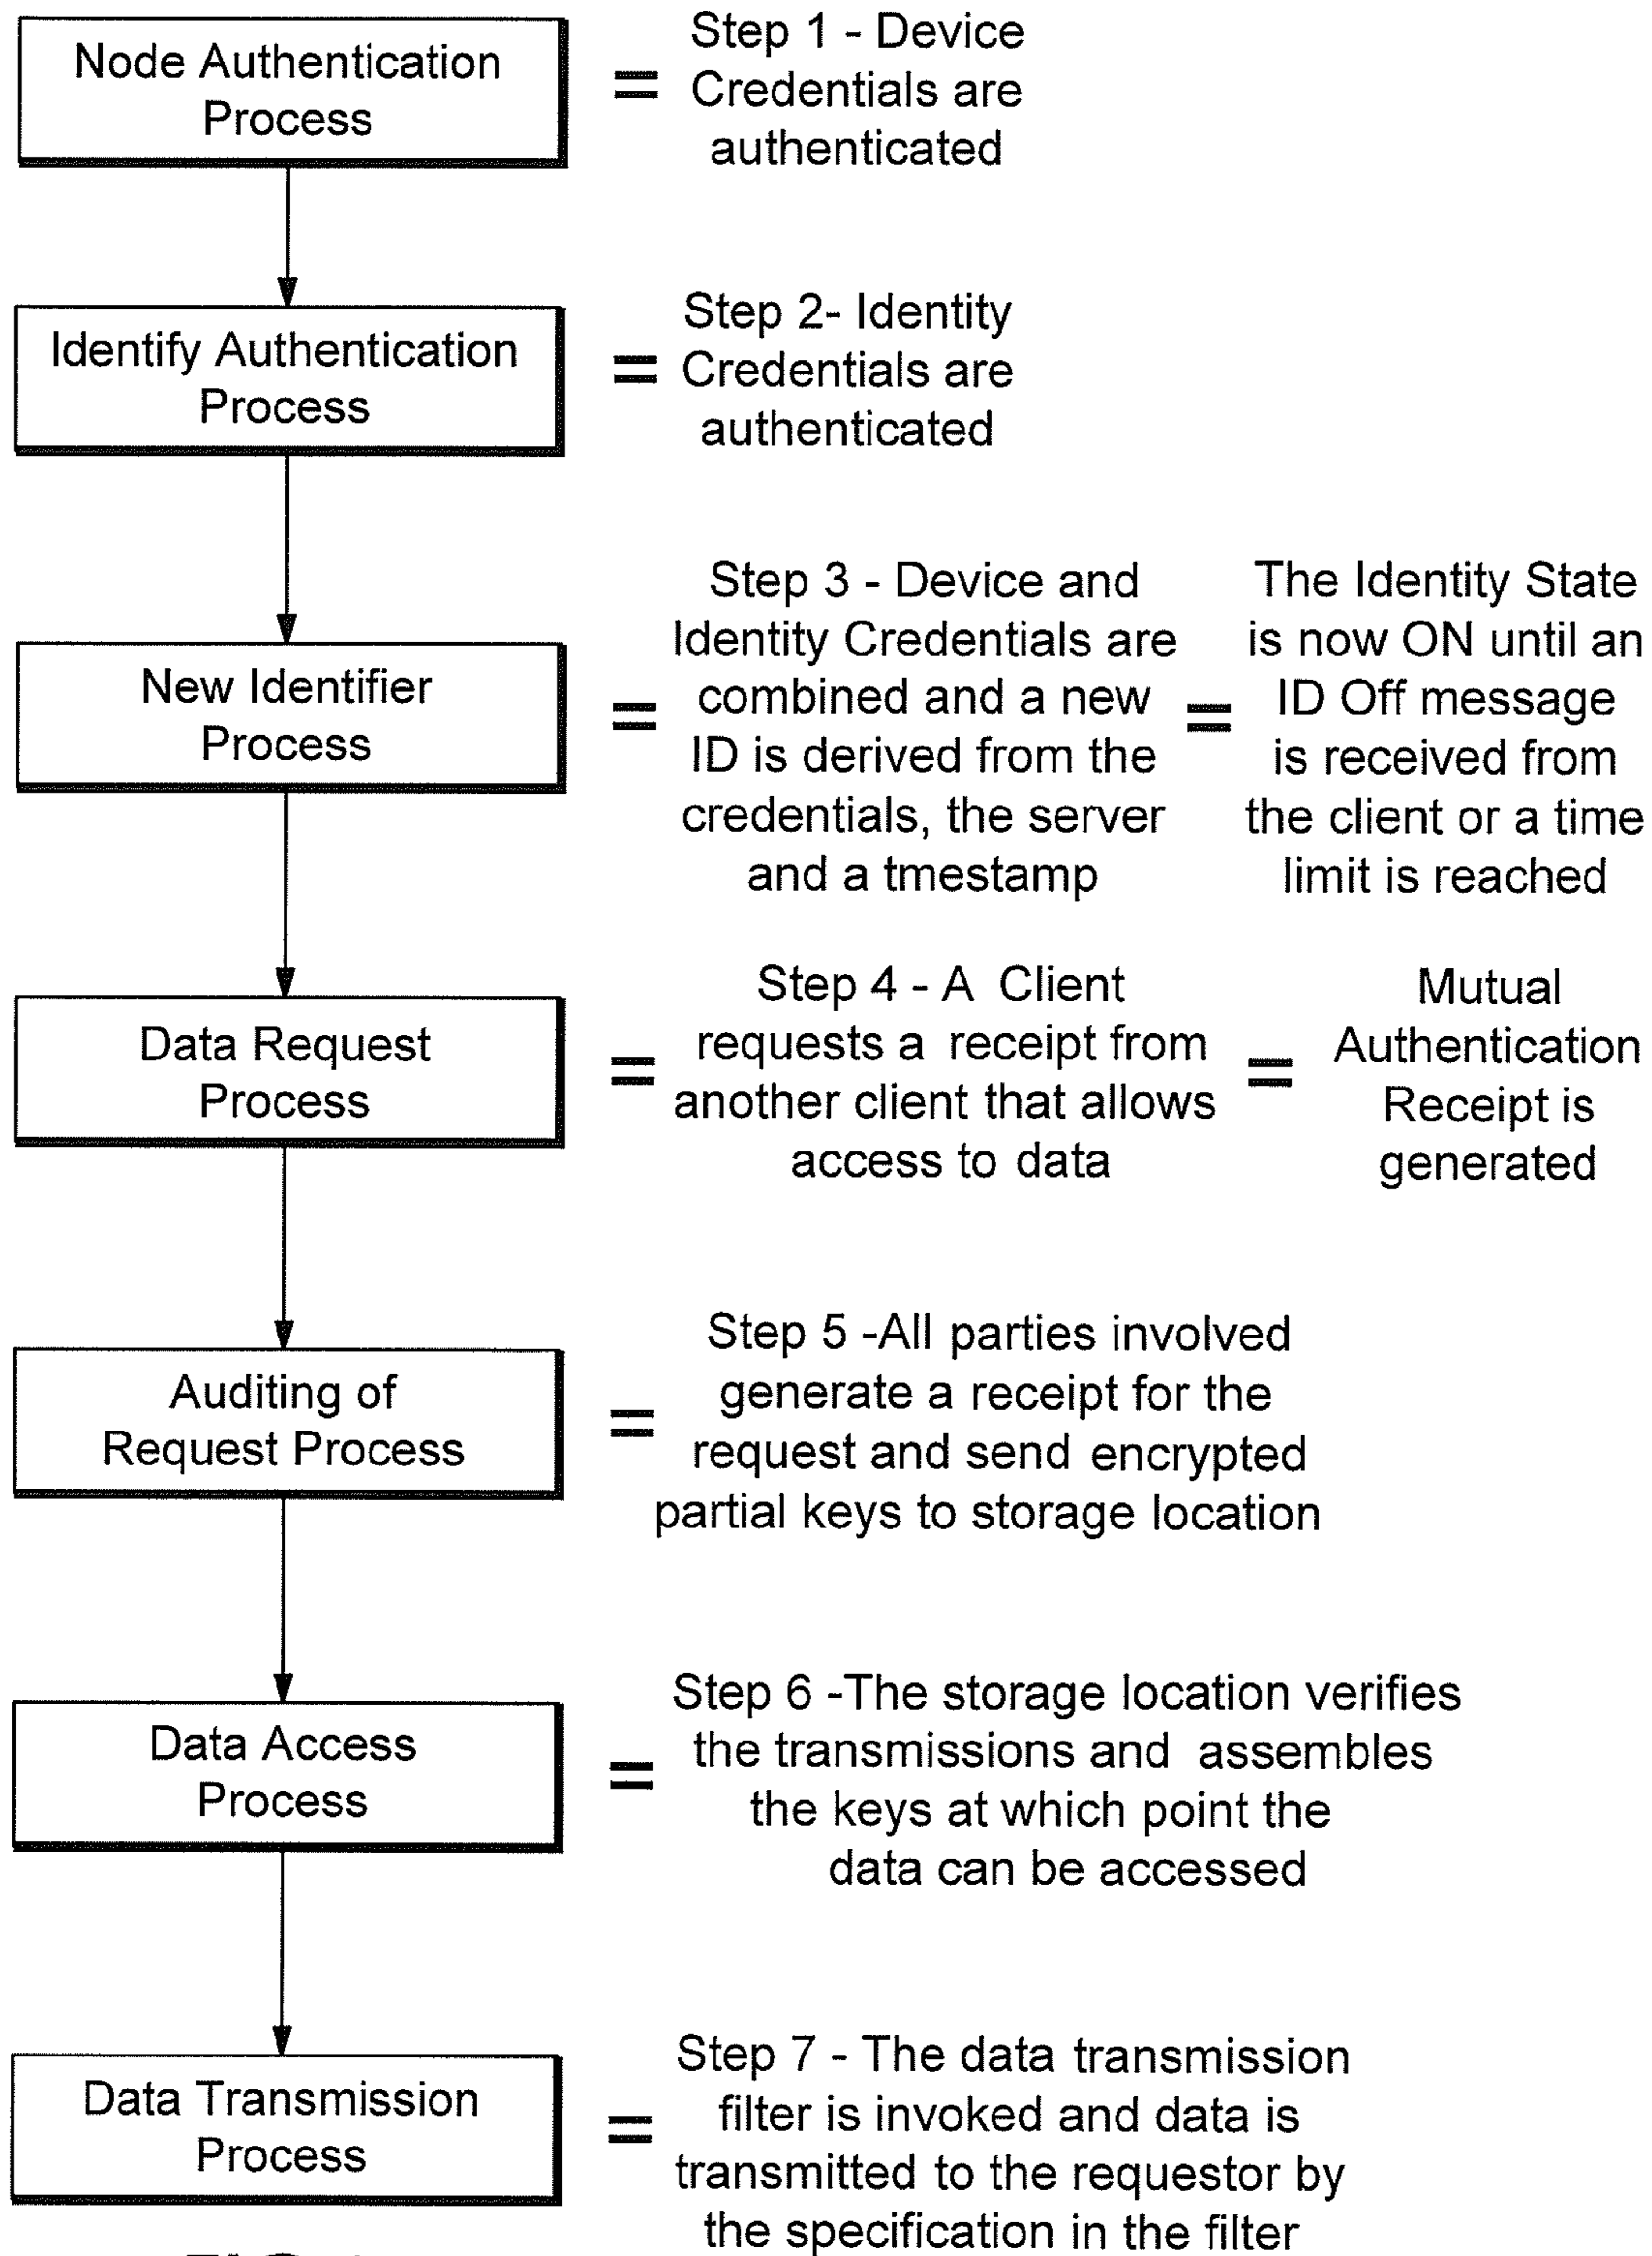 Node Authentication
Process
=
Step 1 - Device
Credentials are
authenticated
Identify Authentication
Process
=
Step 2- Identity
Credentials are
authenticated
New Identifier
Process
=
Step 3 - Device and
Identity Credentials are
combined and a new
ID is derived from the
credentials, the server
and a tmestamp
=
The Identity State
is now ON until an
ID Off message
is received from
the client or a time
limit is reached
Data Request
Process
=
Step 4 - A Client
requests a receipt from
another client that allows
access to data
=
Mutual
Authentication
Receipt is
generated
Auditing of
Request Process
=
Step 5 -All parties involved
generate a receipt for the
request and send encrypted
partial keys to storage location
Data Access
Process
=
Step 6 -The storage location verifies
the transmissions and assembles
the keys at which point the
data can be accessed
Data Transmission
Process
=
Step 7 - The data transmission
filter is invoked and data is
transmitted to the requestor by
the specification in the filter